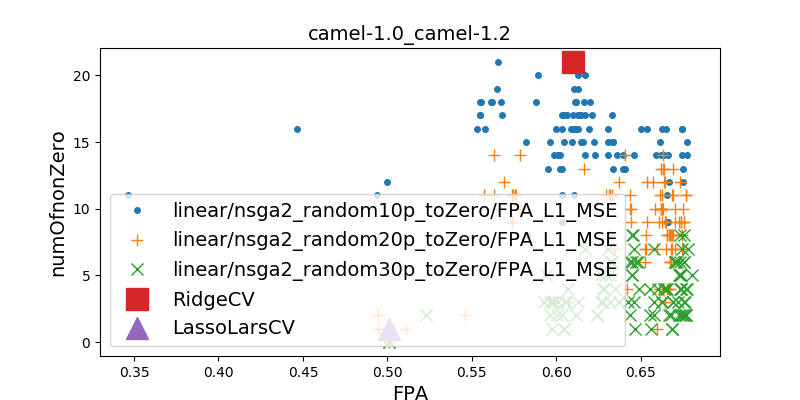 camel-1.0_camel-1.2
numOfnonZero
20
15
10
5
0
linear/nsga2_random10p_toZero/FPA_L1_MSE
linear/nsga2_random20p_toZero/FPA_L1_MSE
linear/nsga2_random30p_toZero/FPA_L1_MSE
RidgeCV
LassoLarsCV
0.35 0.40 0.45 0.50 0.55 0.60 0.65
FPA